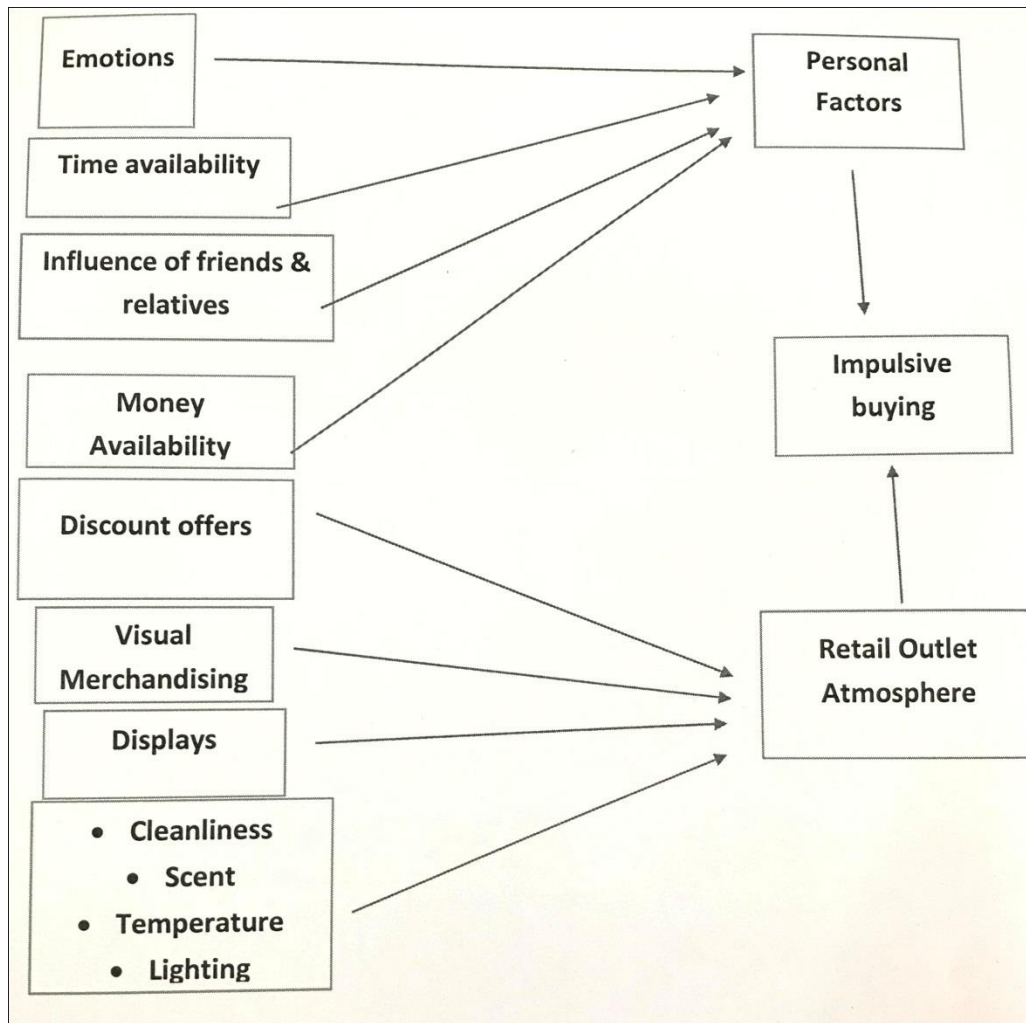 Emotions
Time availability
Influence of friends &
relatives
Money
Availability
Discount offers
Visual
Merchandising
Displays
• Cleanliness
• Scent
• Temperature
• Lighting
Personal
Factors
Impulsive
buying
Retail Outlet
Atmosphere